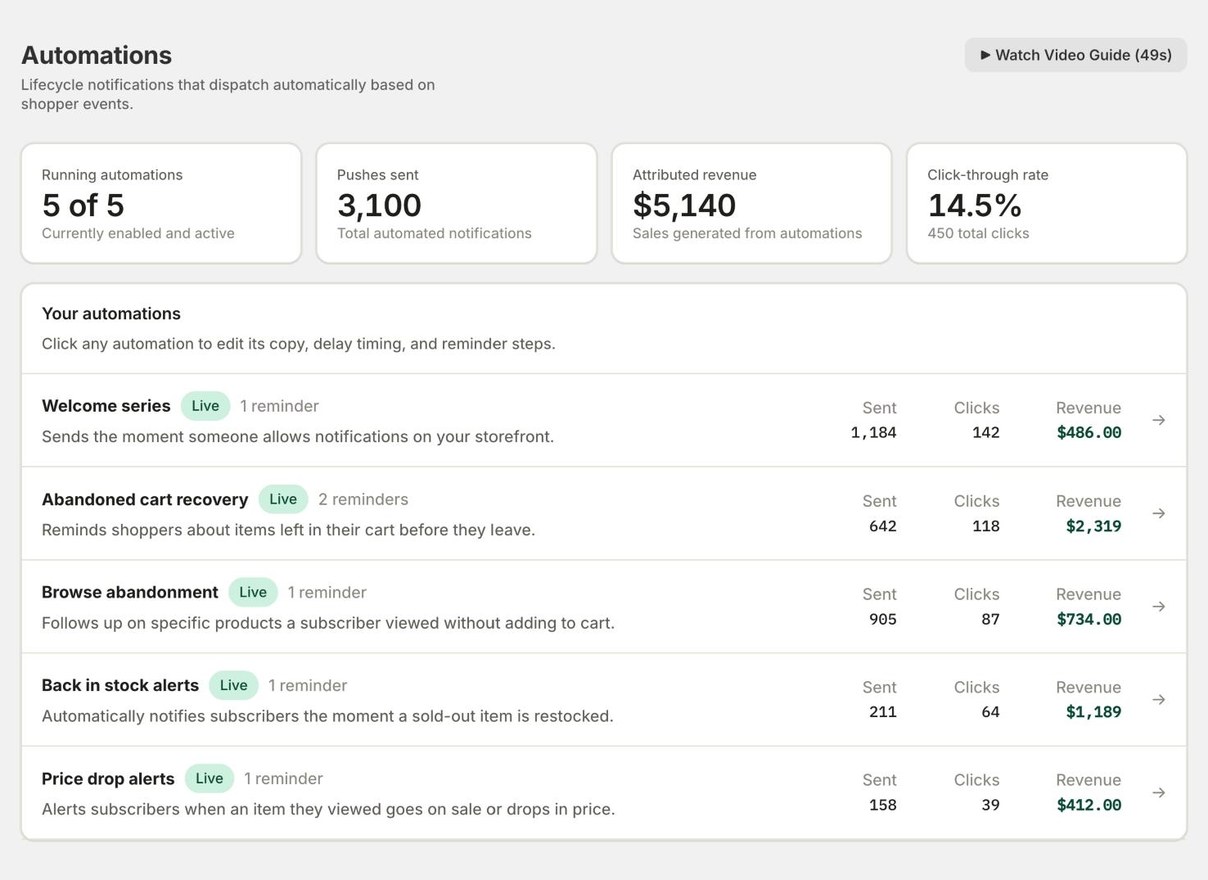 Automations
▶ Watch Video Guide (49s)
Lifecycle notifications that dispatch automatically based on
shopper events.
Running automations
5 of 5
Currently enabled and active
Pushes sent
3,100
Total automated notifications
Attributed revenue
$5,140
Sales generated from automations
Click-through rate
14.5%
450 total clicks
Your automations
Click any automation to edit its copy, delay timing, and reminder steps.
Welcome series Live 1 reminder
Sends the moment someone allows notifications on your storefront.
Sent Clicks Revenue
1,184 142 $486.00 →
Abandoned cart recovery Live 2 reminders
Reminds shoppers about items left in their cart before they leave.
Sent Clicks Revenue
642 118 $2,319 →
Browse abandonment Live 1 reminder
Follows up on specific products a subscriber viewed without adding to cart.
Sent Clicks Revenue
905 87 $734.00 →
Back in stock alerts Live 1 reminder
Automatically notifies subscribers the moment a sold-out item is restocked.
Sent Clicks Revenue
211 64 $1,189 →
Price drop alerts Live 1 reminder
Alerts subscribers when an item they viewed goes on sale or drops in price.
Sent Clicks Revenue
158 39 $412.00 →